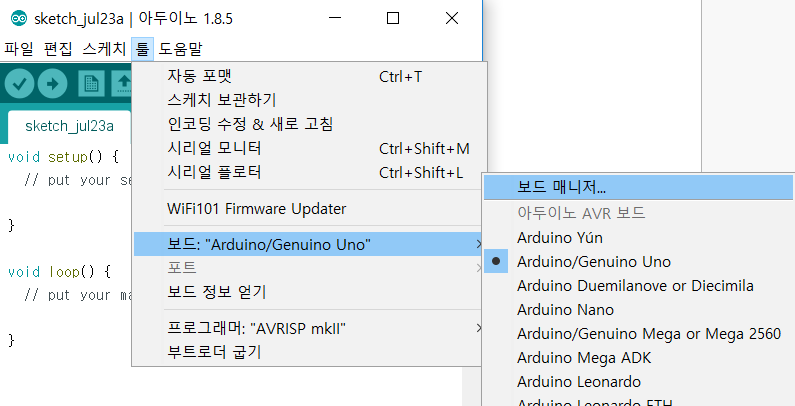 sketch_jul23a | 아두이노 1.8.5
파일 편집 스케치 툴 도움말
sketch_jul23a
void setup() {
// put your se
}
void loop() {
// put your ma
}
자동 포맷 Ctrl+T
스케치 보관하기
인코딩 수정 & 새로 고침
시리얼 모니터 Ctrl+Shift+M
시리얼 플로터 Ctrl+Shift+L
WiFi101 Firmware Updater
보드: "Arduino/Genuino Uno"
포트
보드 정보 얻기
프로그래머: "AVRISP mkII"
부트로더 굽기
보드 매니저...
아두이노 AVR 보드
Arduino Yún
Arduino/Genuino Uno
Arduino Duemilanove or Diecimila
Arduino Nano
Arduino/Genuino Mega or Mega 2560
Arduino Mega ADK
Arduino Leonardo
Arduino Leonardo ETH